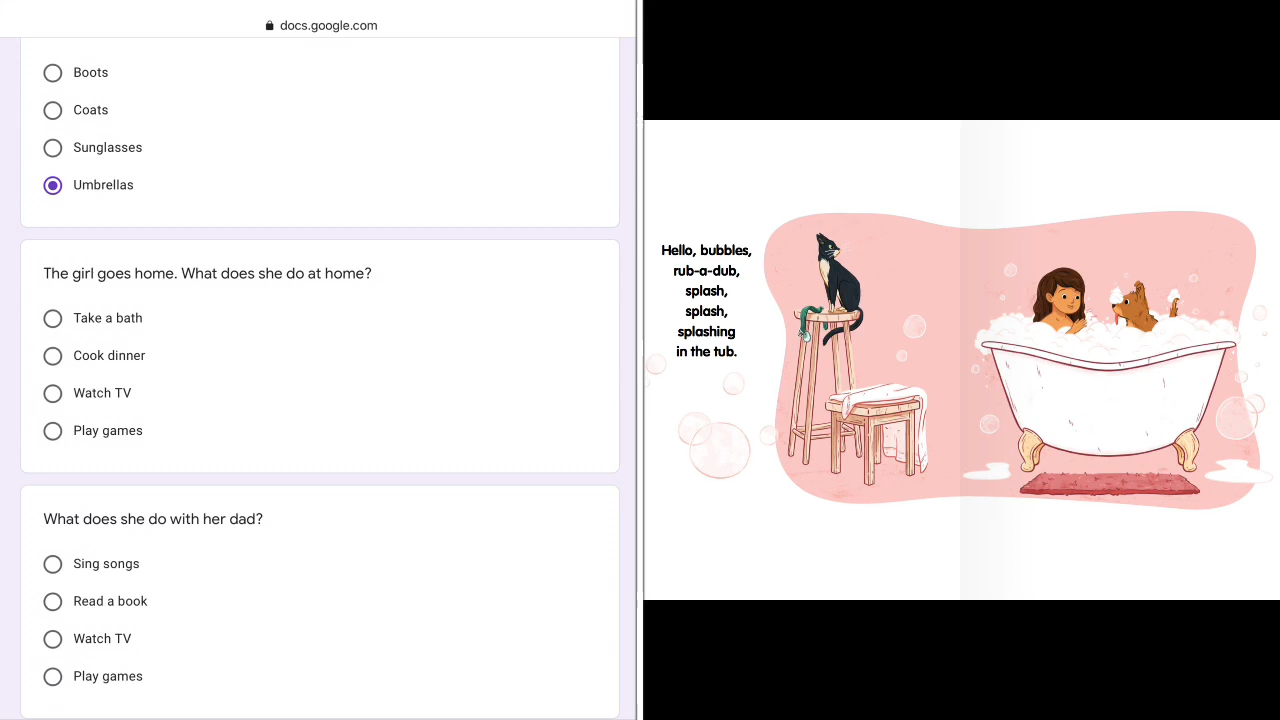 docs.google.com
Boots
Coats
Sunglasses
Umbrellas
The girl goes home. What does she do at home?
Take a bath
Cook dinner
Watch TV
Play games
What does she do with her dad?
Sing songs
Read a book
Watch TV
Play games
Hello, bubbles,
rub-a-dub,
splash,
splash,
splashing
in the tub.